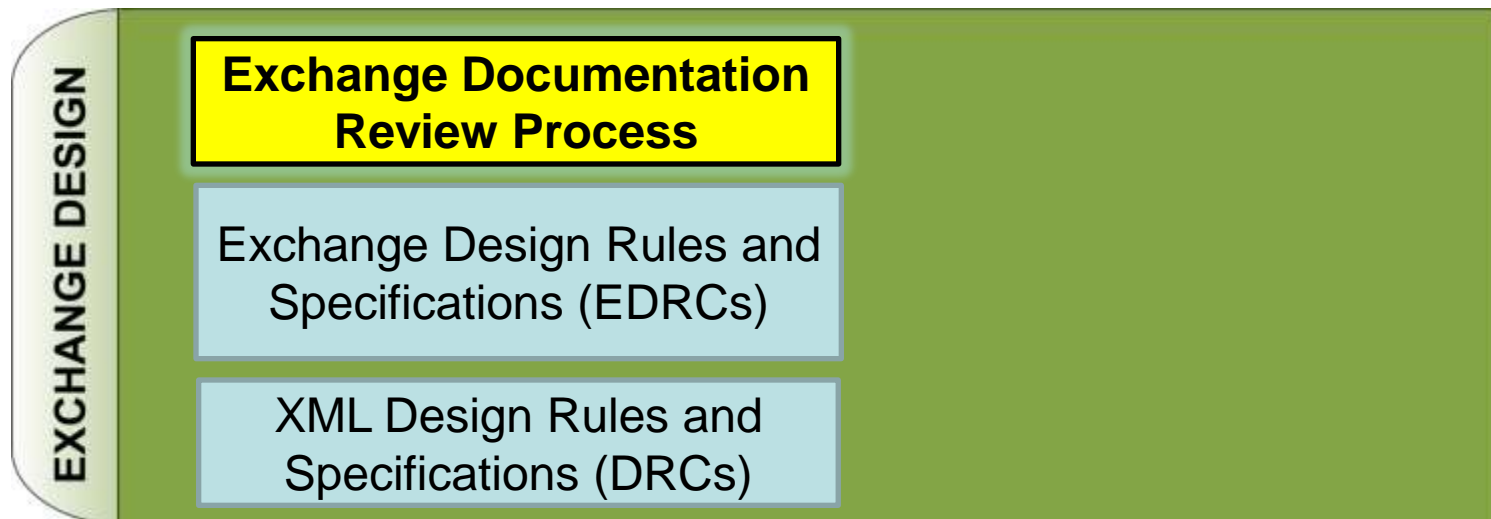 EXCHANGE DESIGN
Exchange Documentation
Review Process
Exchange Design Rules and
Specifications (EDRCs)
XML Design Rules and
Specifications (DRCs)